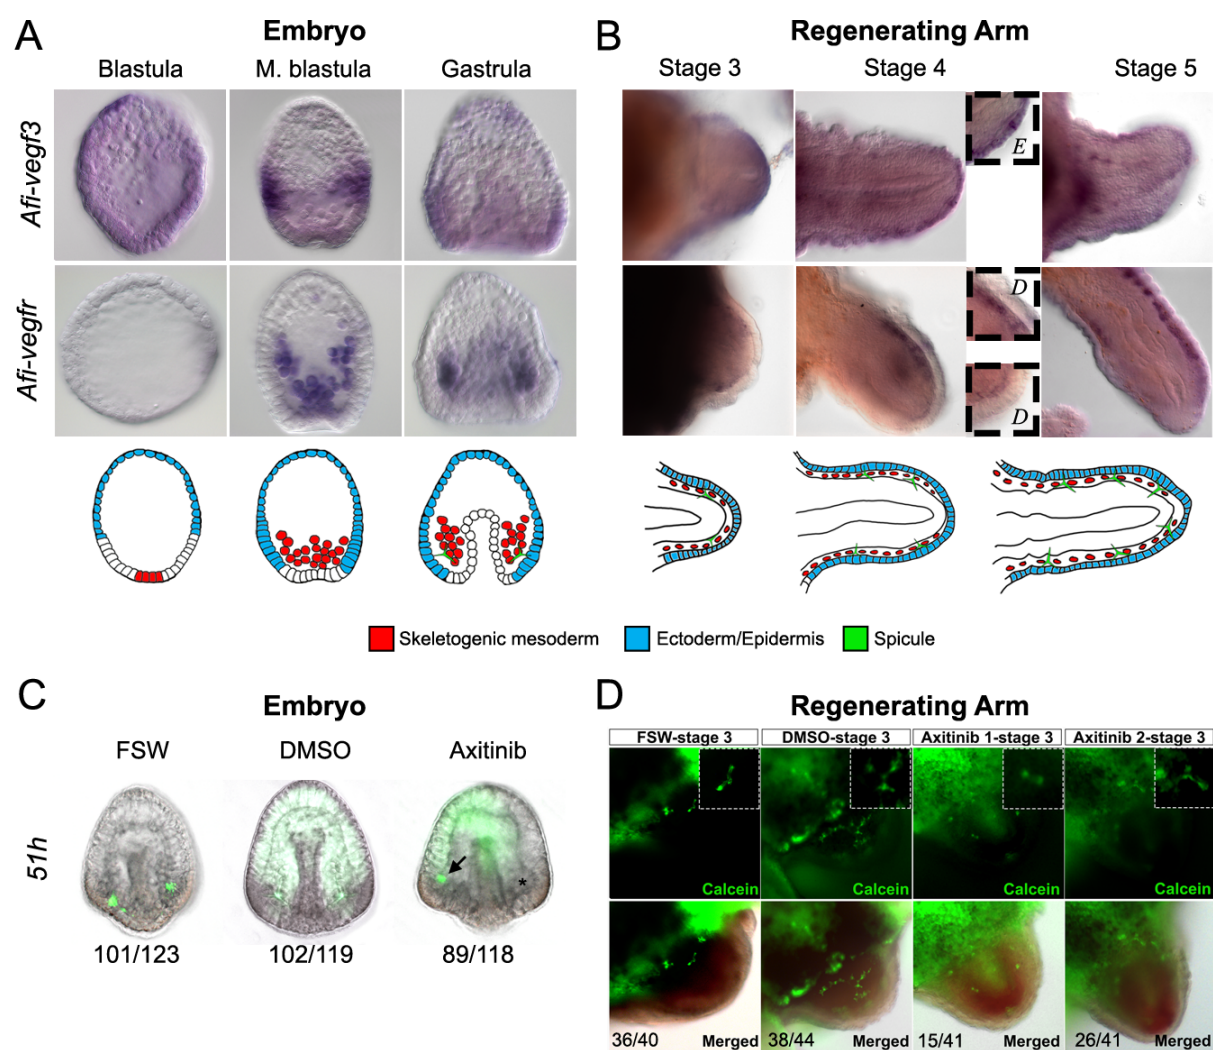 A
Embryo
Blastula
M. blastula
Gastrula
Afi-vegf3
Afi-vegfr
B
Regenerating Arm
Stage 3
Stage 4
Stage 5
E
D
D
Skeletogenic mesoderm
Ectoderm/Epidermis
Spicule
C
Embryo
FSW
DMSO
Axitinib
51h
*
101/123
102/119
89/118
D
Regenerating Arm
FSW-stage 3
DMSO-stage 3
Axitinib 1-stage 3
Axitinib 2-stage 3
Calcein
Calcein
Calcein
Calcein
36/40 Merged
38/44 Merged
15/41 Merged
26/41 Merged